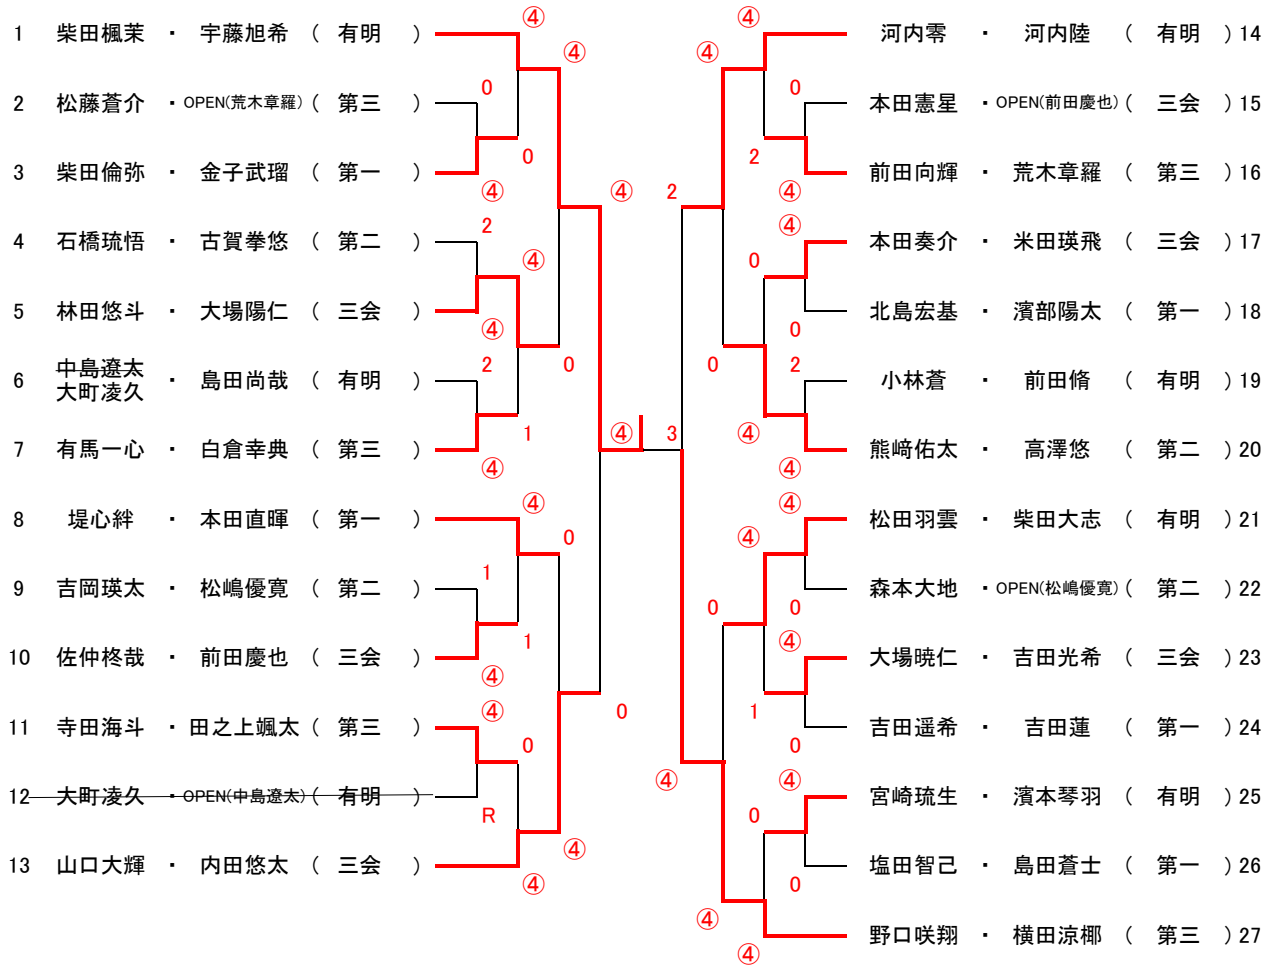 1 柴田楓茉 ・ 宇藤旭希 ( 有明 )
2 松藤蒼介 ・ OPEN(荒木章羅) ( 第三 )
3 柴田倫弥 ・ 金子武瑠 ( 第一 )
4 石橋琉悟 ・ 古賀拳悠 ( 第二 )
5 林田悠斗 ・ 大場陽仁 ( 三会 )
中島遼太
6 大町凌久 ・ 島田尚哉 ( 有明 )
7 有馬一心 ・ 白倉幸典 ( 第三 )
8 堤心絆 ・ 本田直暉 ( 第一 )
9 吉岡瑛太 ・ 松嶋優寛 ( 第二 )
10 佐仲柊哉 ・ 前田慶也 ( 三会 )
11 寺田海斗 ・ 田之上颯太 ( 第三 )
12 大町凌久 ・ OPEN(中島遼太) ( 有明 )
13 山口大輝 ・ 内田悠太 ( 三会 )
④
④
0
0
④
2
④
④
2
0
1
④
④
0
1
1
④
④
0
R
④
④
④
0
④
3
2
④
④
④
0
2
④
④
0
0
0
2
④
④
④
④
0
0
④
1
0
④
0
0
④
④
河内零 ・ 河内陸 ( 有明 ) 14
本田憲星 ・ OPEN(前田慶也) ( 三会 ) 15
前田向輝 ・ 荒木章羅 ( 第三 ) 16
本田奏介 ・ 米田瑛飛 ( 三会 ) 17
北島宏基 ・ 濱部陽太 ( 第一 ) 18
小林蒼 ・ 前田脩 ( 有明 ) 19
熊﨑佑太 ・ 高澤悠 ( 第二 ) 20
松田羽雲 ・ 柴田大志 ( 有明 ) 21
森本大地 ・ OPEN(松嶋優寛) ( 第二 ) 22
大場暁仁 ・ 吉田光希 ( 三会 ) 23
吉田遥希 ・ 吉田蓮 ( 第一 ) 24
宮崎琉生 ・ 濱本琴羽 ( 有明 ) 25
塩田智己 ・ 島田蒼士 ( 第一 ) 26
野口咲翔 ・ 横田涼椰 ( 第三 ) 27